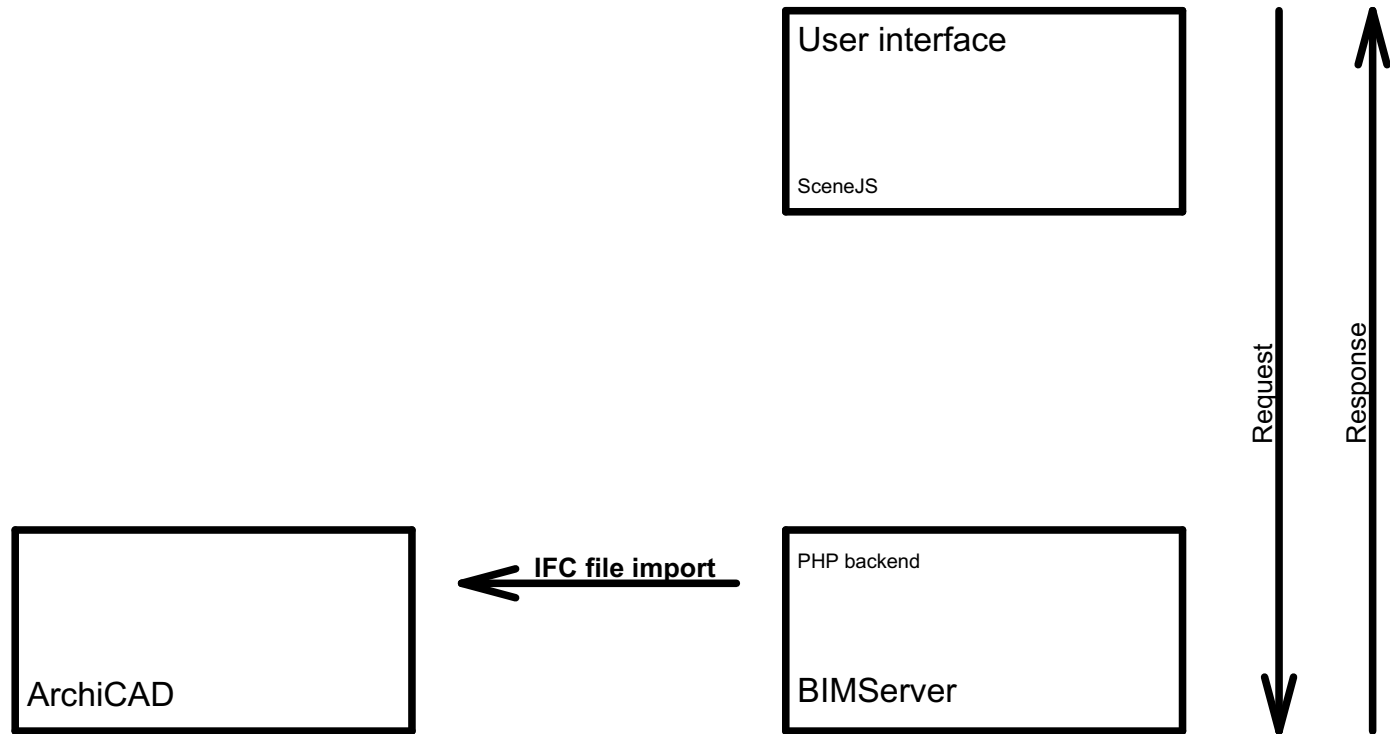 User interface
SceneJS
Request
Response
IFC file import
PHP backend
ArchiCAD
BIMServer